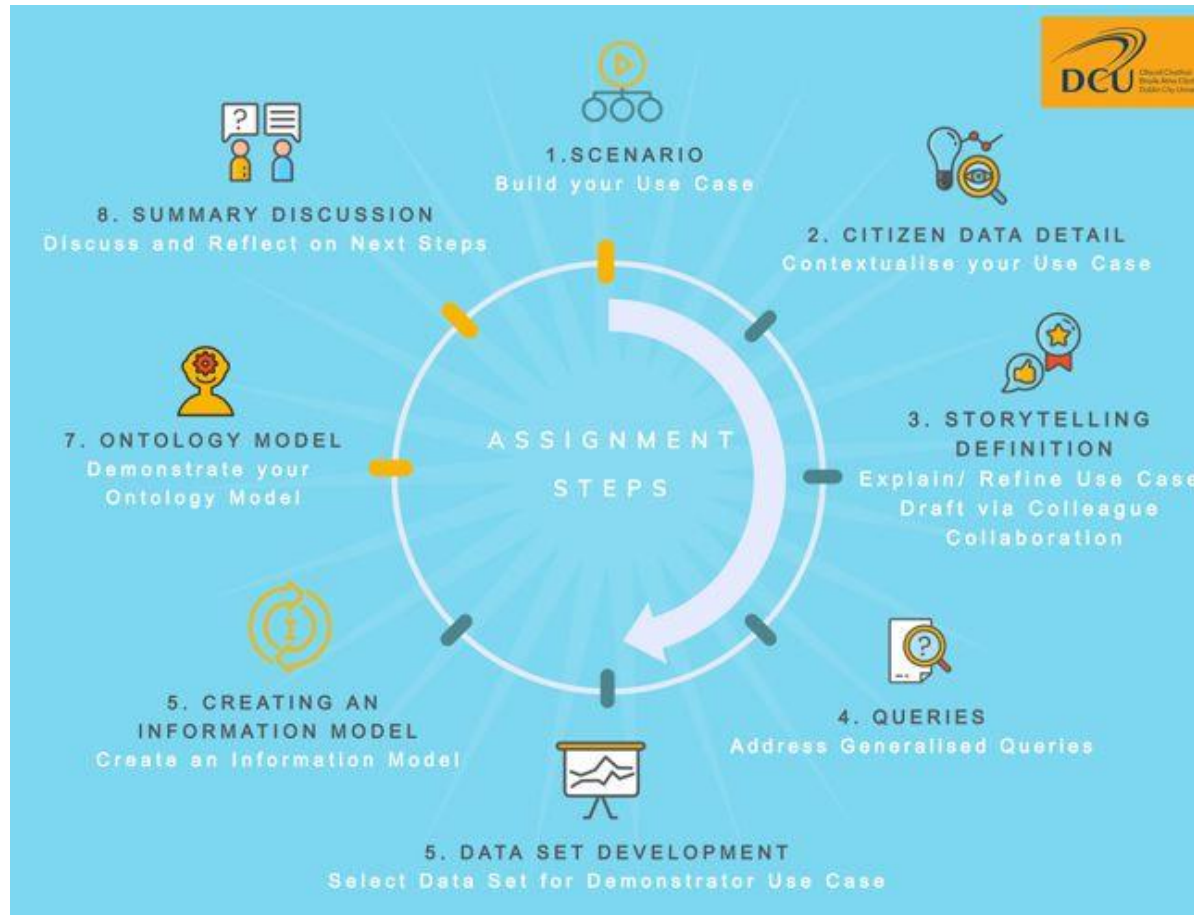 DCU
1.SCENARIO
Build your Use Case
2. CITIZEN DATA DETAIL
Contextualise your Use Case
3. STORYTELLING
DEFINITION
Explain/ Refine Use Case
Draft via Colleague
Collaboration
4. QUERIES
Address Generalised Queries
5. DATA SET DEVELOPMENT
Select Data Set for Demonstrator Use Case
5. CREATING AN
INFORMATION MODEL
Create an Information Model
7. ONTOLOGY MODEL
Demonstrate your
Ontology Model
8. SUMMARY DISCUSSION
Discuss and Reflect on Next Steps
ASSIGNMENT
STEPS